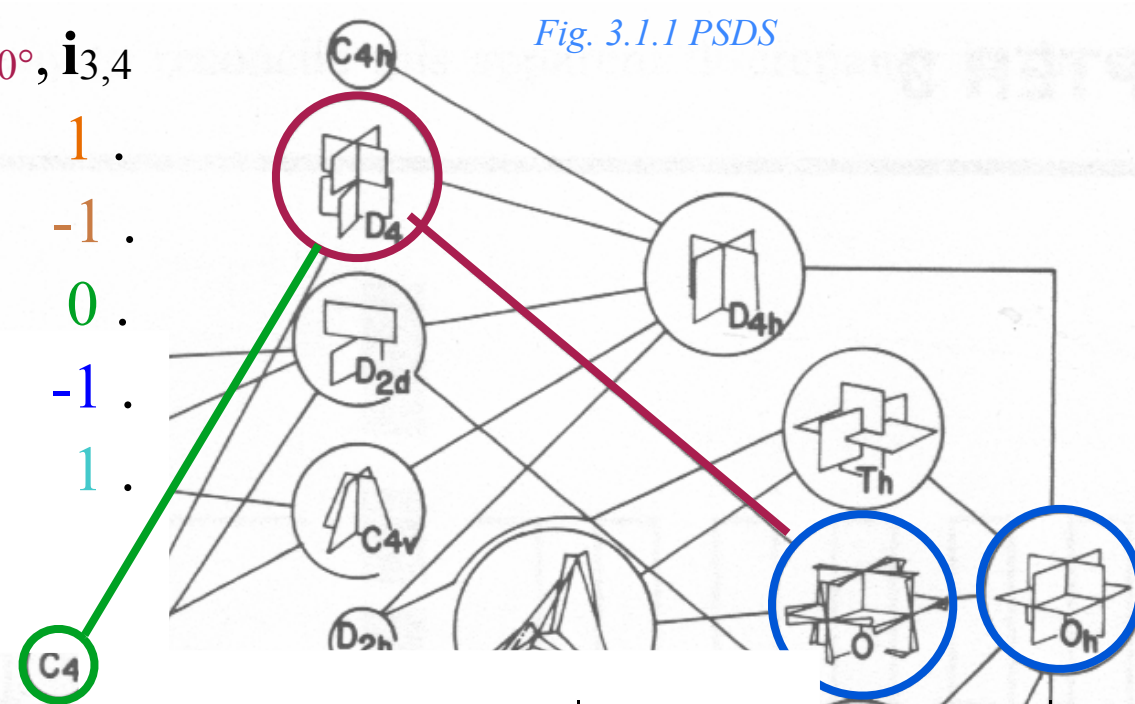 Fig. 3.1.1 PSDS
0°, i3,4
1 .
-1 .
0 .
-1 .
1 .
C4h
D4
D4h
D2d
Th
C4v
D2h
O
Oh
C4